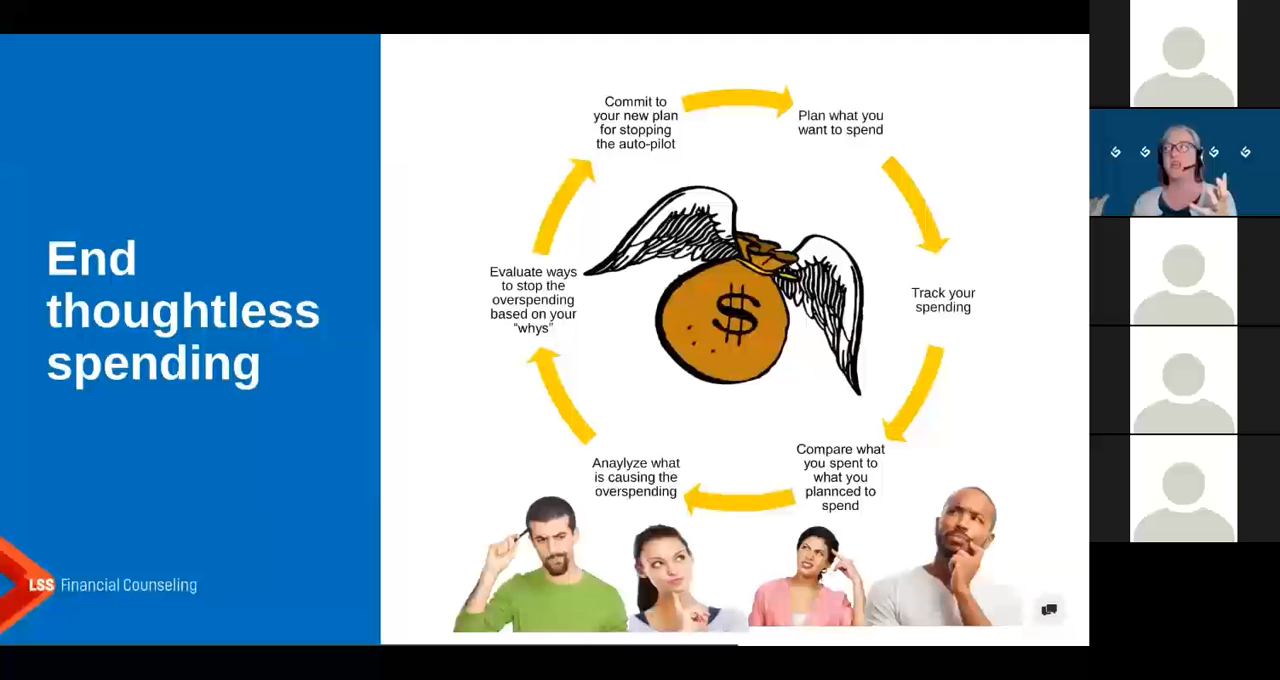 End
thoughtless
spending
LSS Financial Counseling
Commit to
your new plan
for stopping
the auto-pilot
Plan what you
want to spend
Track your
spending
Compare what
you spent to
what you
plannced to
spend
Anaylyze what
is causing the
overspending
Evaluate ways
to stop the
overspending
based on your
“whys”
$